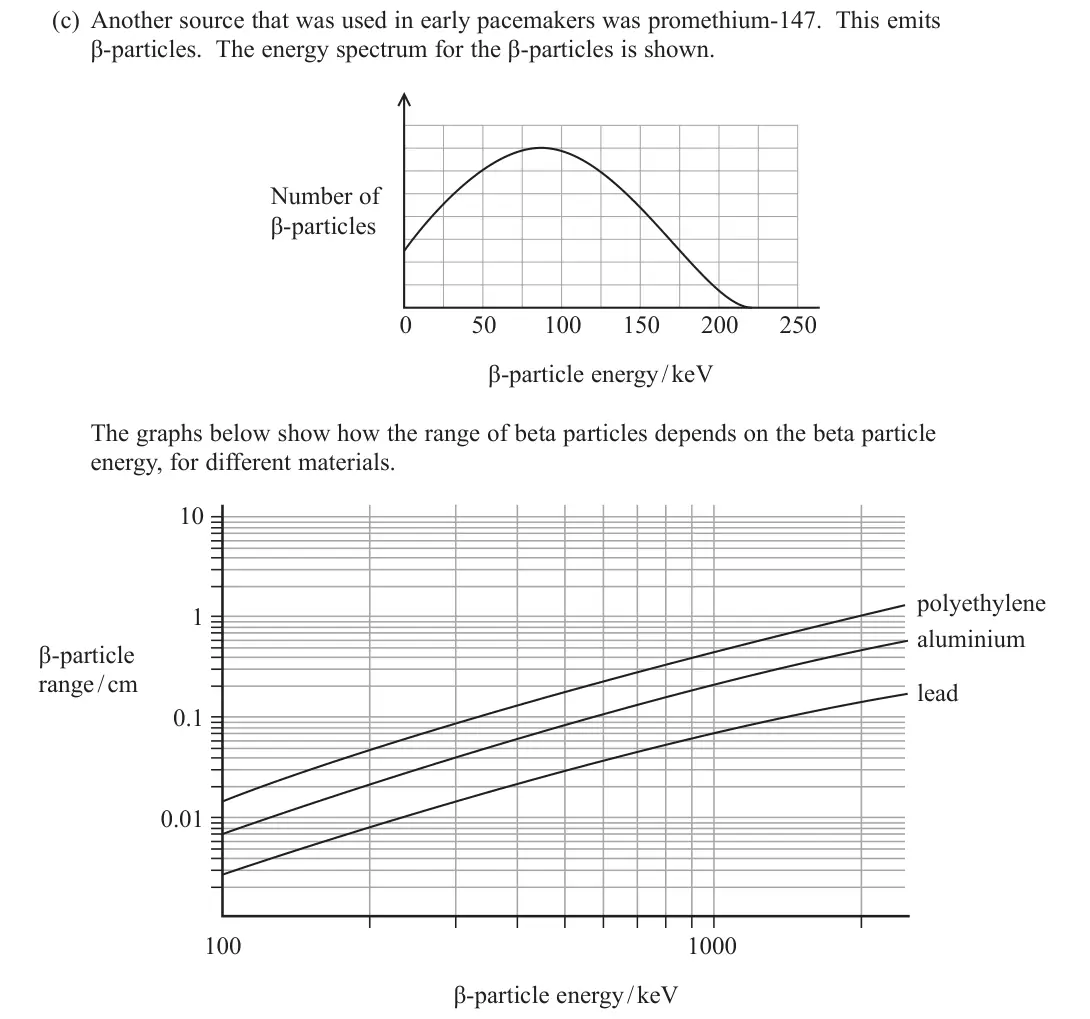 (c) Another source that was used in early pacemakers was promethium-147. This emits
β-particles. The energy spectrum for the β-particles is shown.
Number of
β-particles
0 50 100 150 200 250
β-particle energy/keV
The graphs below show how the range of beta particles depends on the beta particle
energy, for different materials.
10
1
0.1
0.01
β-particle
range/cm
polyethylene
aluminium
lead
100 1000
β-particle energy/keV